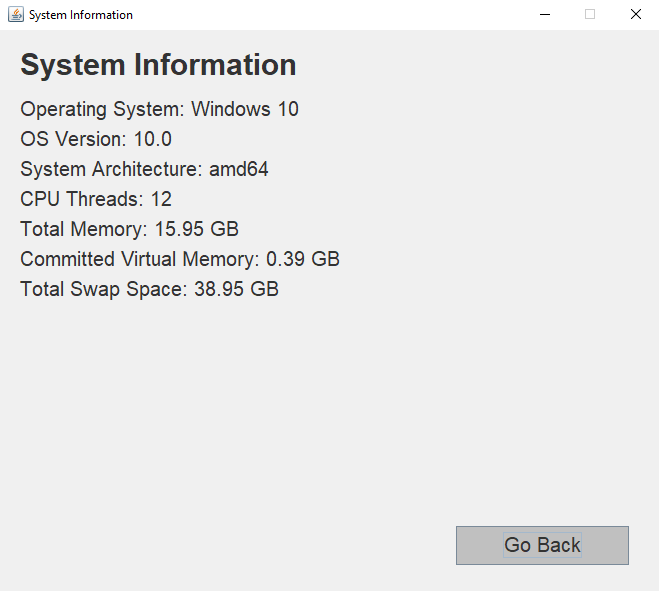 System Information
System Information
Operating System: Windows 10
OS Version: 10.0
System Architecture: amd64
CPU Threads: 12
Total Memory: 15.95 GB
Committed Virtual Memory: 0.39 GB
Total Swap Space: 38.95 GB
Go Back